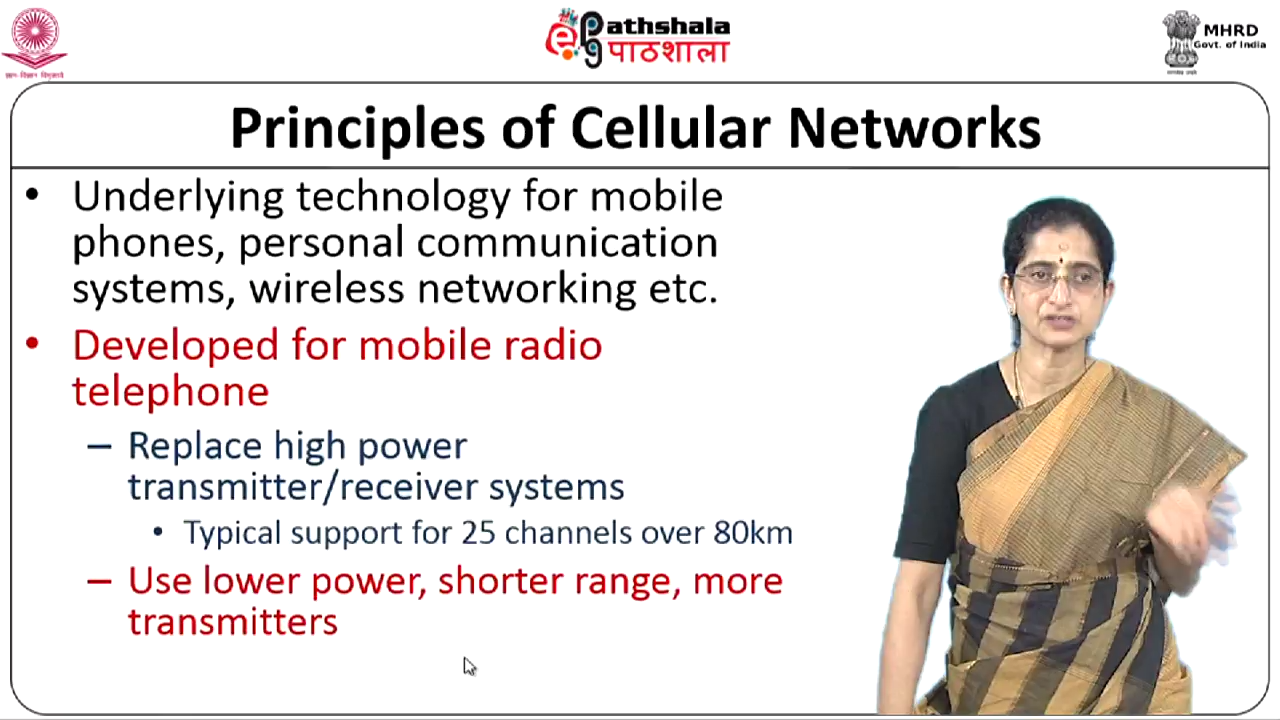 ePG Pathshala
पाठशाला
MHRD
Govt. of India
Principles of Cellular Networks
• Underlying technology for mobile
phones, personal communication
systems, wireless networking etc.
• Developed for mobile radio
telephone
– Replace high power
transmitter/receiver systems
• Typical support for 25 channels over 80km
– Use lower power, shorter range, more
transmitters